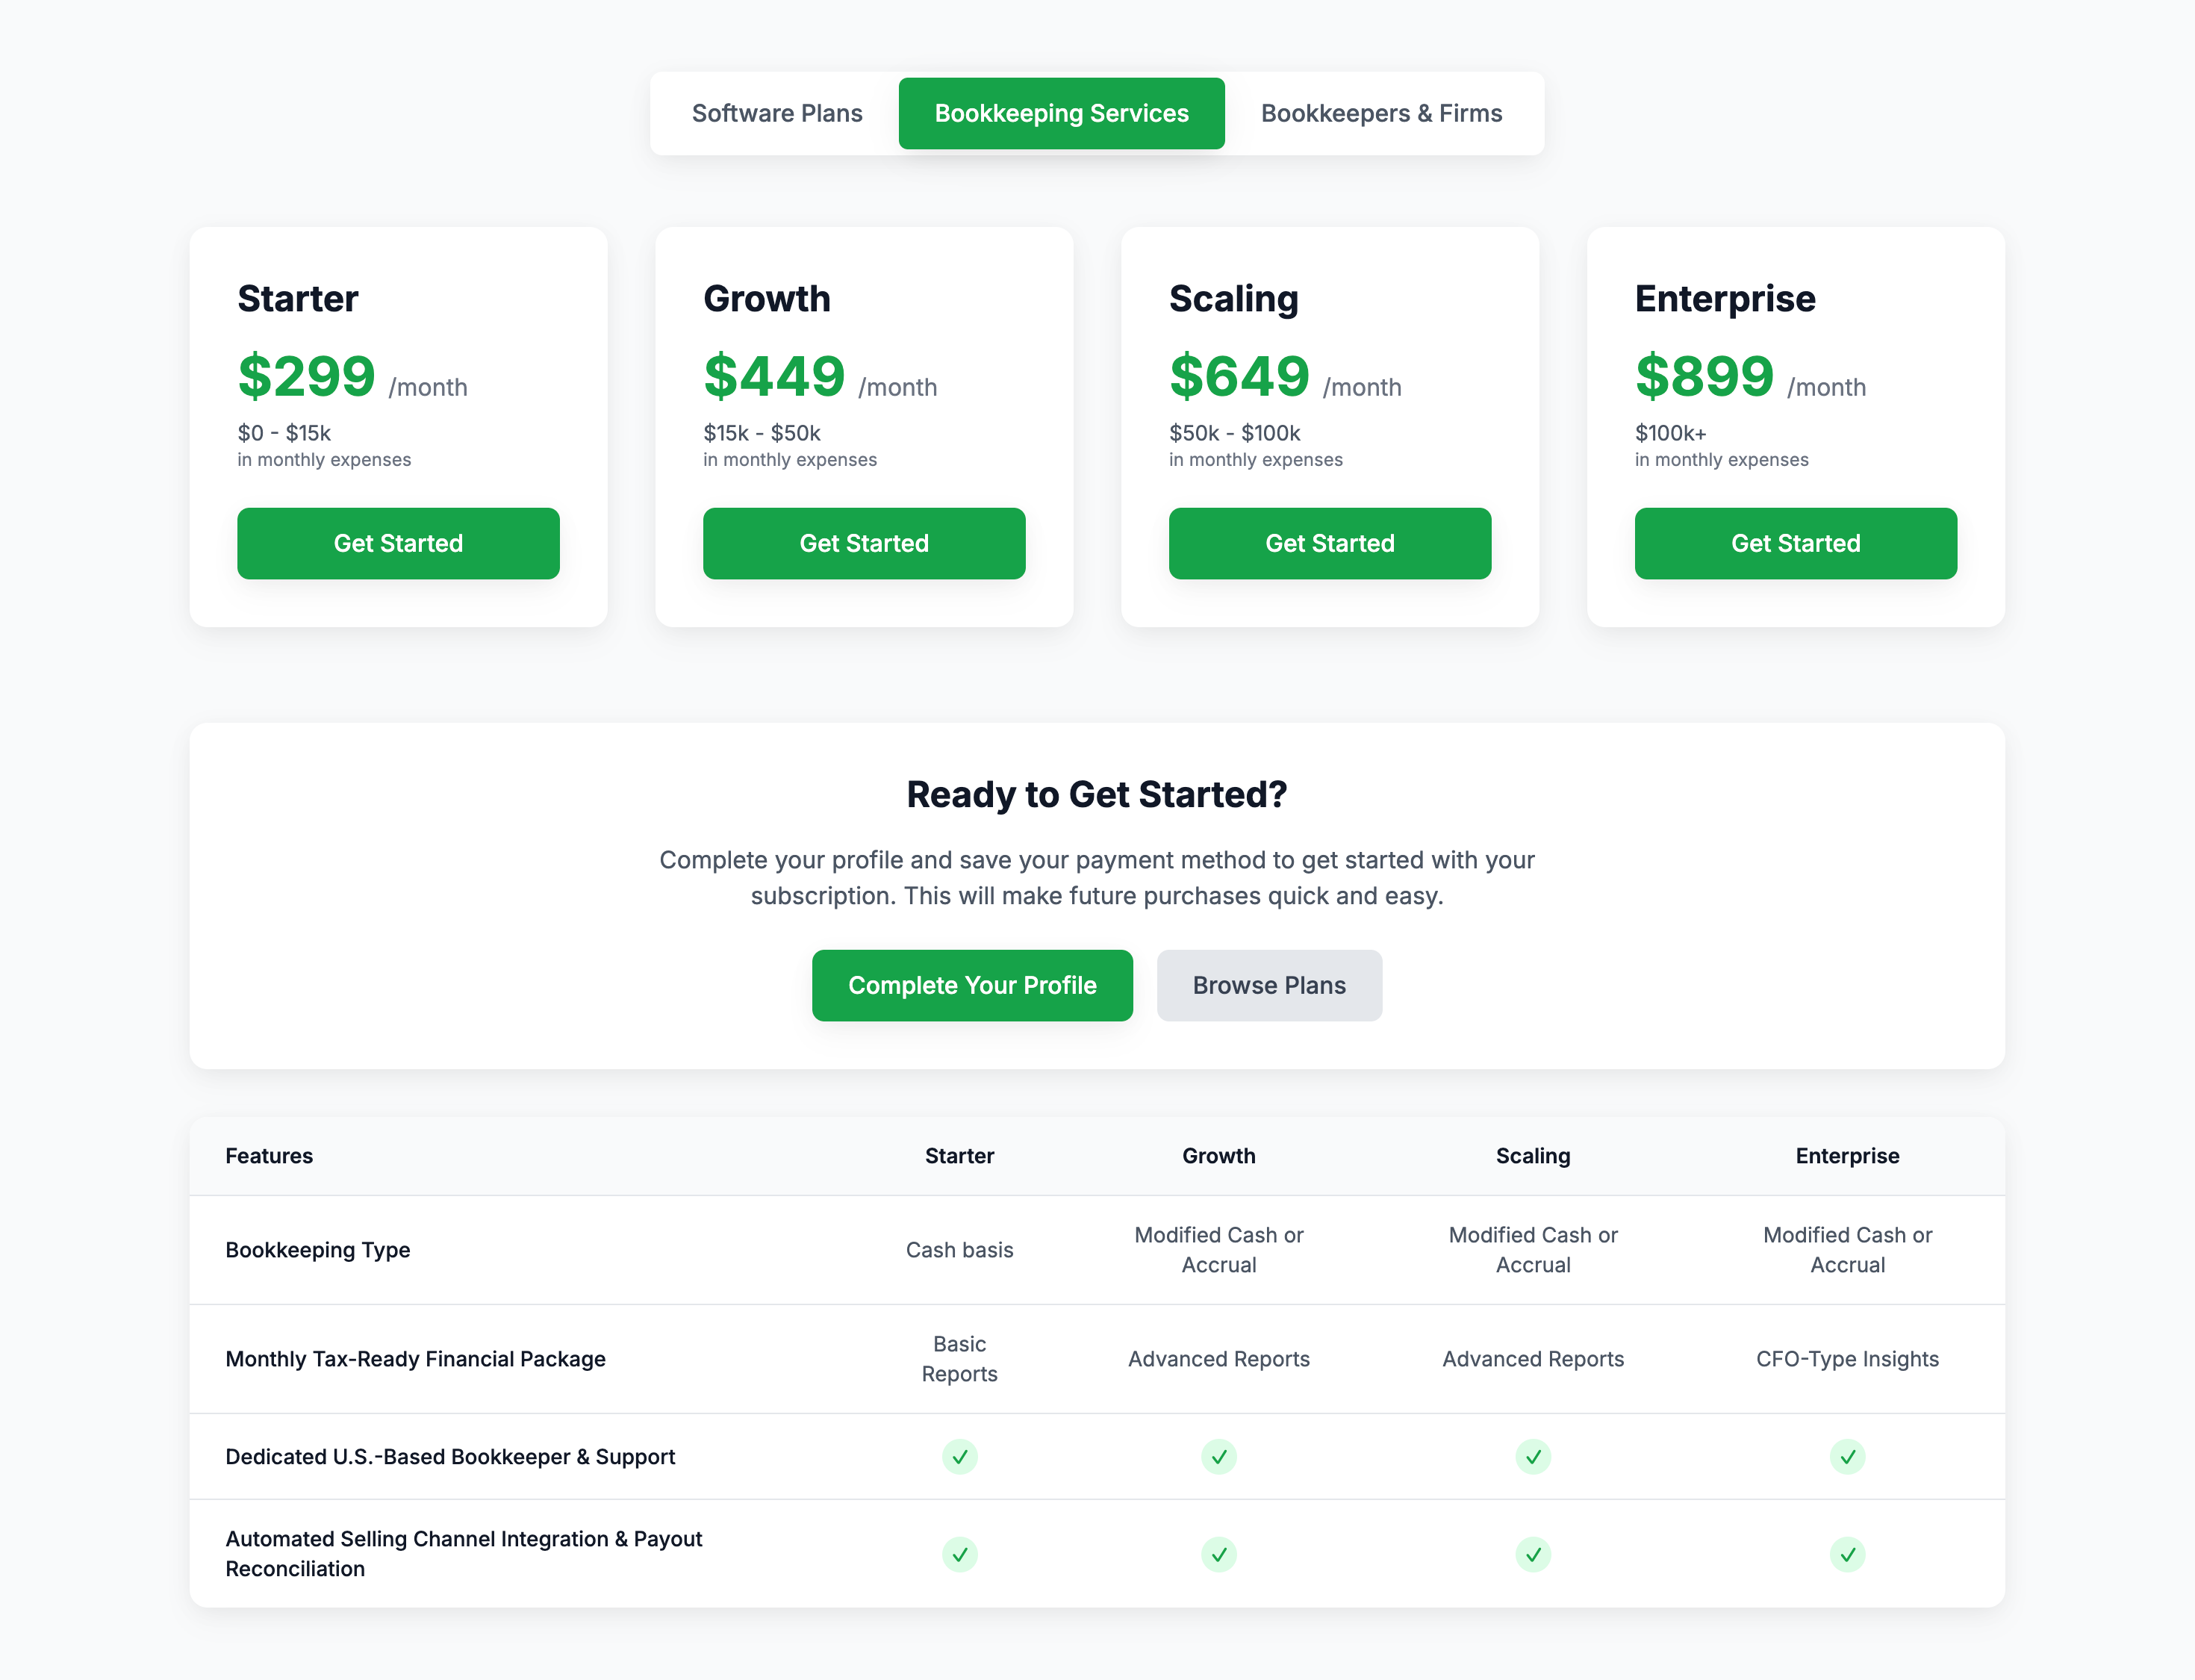 Software Plans
Bookkeeping Services
Bookkeepers & Firms
Starter
$299 /month
$0 - $15k
in monthly expenses
Get Started
Growth
$449 /month
$15k - $50k
in monthly expenses
Get Started
Scaling
$649 /month
$50k - $100k
in monthly expenses
Get Started
Enterprise
$899 /month
$100k+
in monthly expenses
Get Started
Ready to Get Started?
Complete your profile and save your payment method to get started with your
subscription. This will make future purchases quick and easy.
Complete Your Profile
Browse Plans
Features
Starter
Growth
Scaling
Enterprise
Bookkeeping Type
Cash basis
Modified Cash or
Accrual
Modified Cash or
Accrual
Modified Cash or
Accrual
Monthly Tax-Ready Financial Package
Basic
Reports
Advanced Reports
Advanced Reports
CFO-Type Insights
Dedicated U.S.-Based Bookkeeper & Support
Automated Selling Channel Integration & Payout
Reconciliation